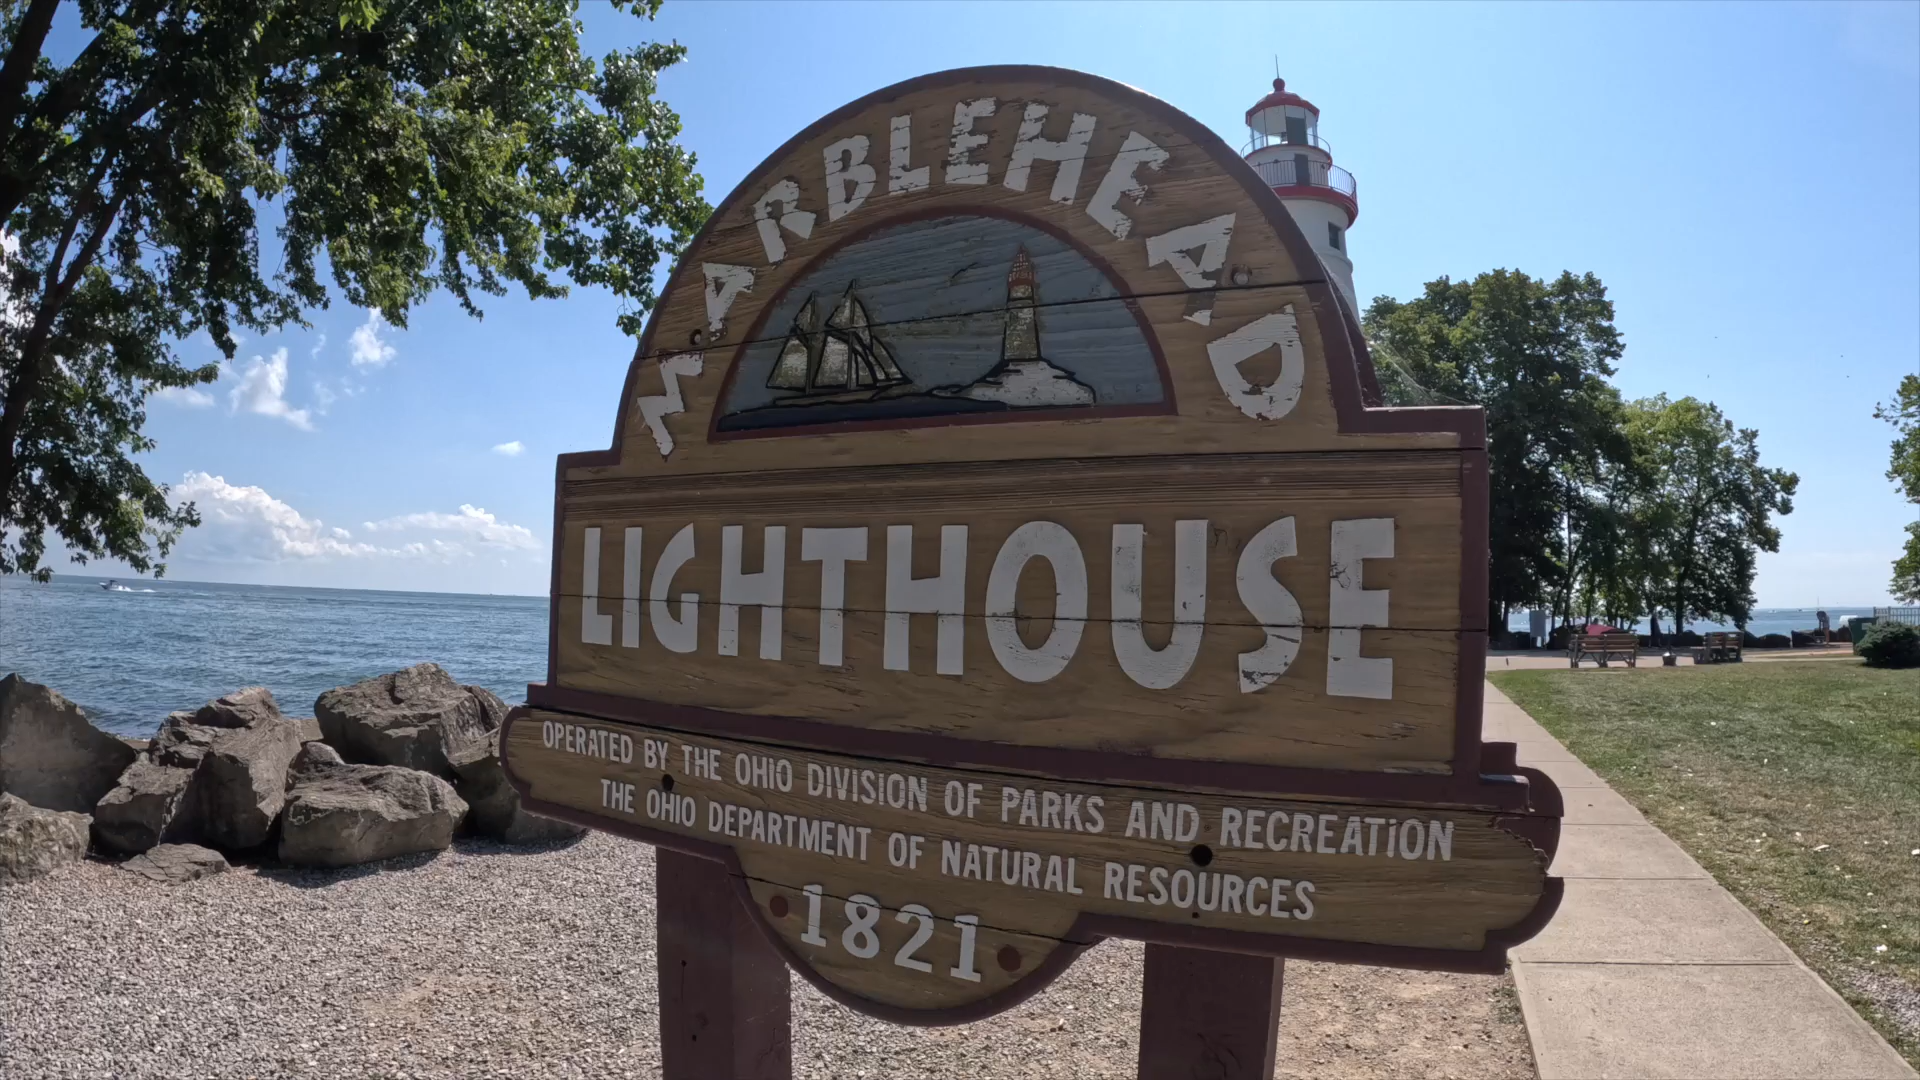 MARBLEHEAD
LIGHTHOUSE
OPERATED BY THE OHIO DIVISION OF PARKS AND RECREATION
THE OHIO DEPARTMENT OF NATURAL RESOURCES
1821